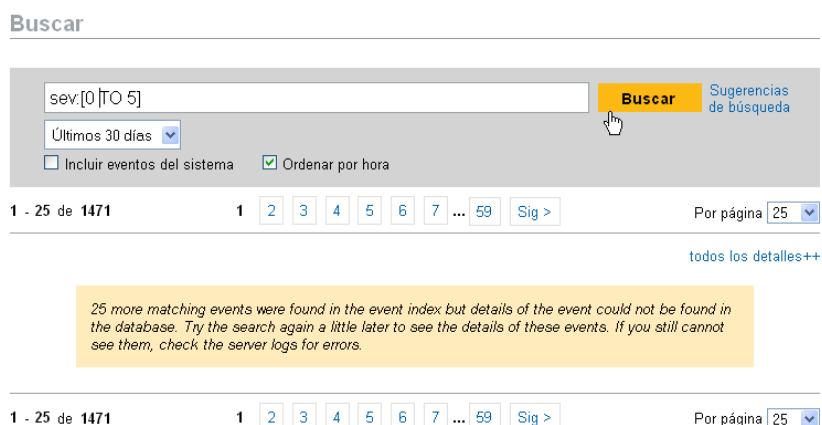 Buscar
sev:[0 TO 5]
Buscar
Sugerencias
de búsqueda
Últimos 30 días
Incluir eventos del sistema
Ordenar por hora
1 - 25 de 1471
1 2 3 4 5 6 7 ... 59 Sig >
Por página 25
todos los detalles++
25 more matching events were found in the event index but details of the event could not be found in
the database. Try the search again a little later to see the details of these events. If you still cannot
see them, check the server logs for errors.
1 - 25 de 1471
1 2 3 4 5 6 7 ... 59 Sig >
Por página 25